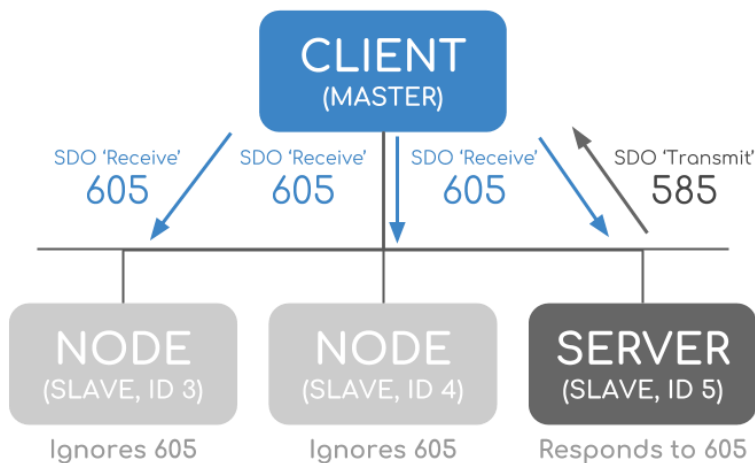 CLIENT
(MASTER)
SDO ‘Receive’
605
SDO ‘Receive’
605
SDO ‘Receive’
605
SDO ‘Transmit’
585
NODE
(SLAVE, ID 3)
Ignores 605
NODE
(SLAVE, ID 4)
Ignores 605
SERVER
(SLAVE, ID 5)
Responds to 605